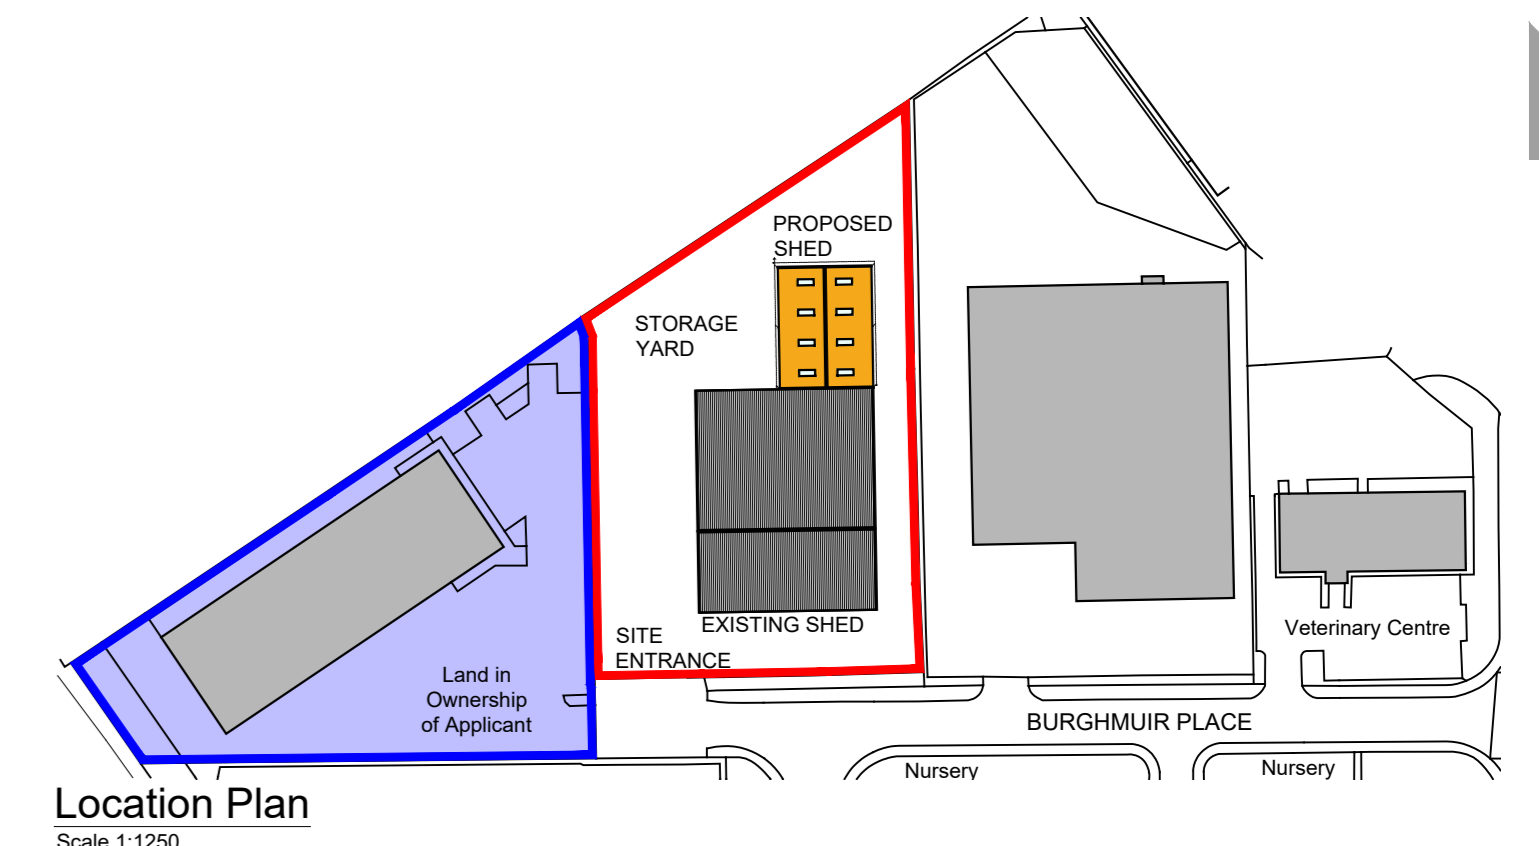 PROPOSED
SHED
STORAGE
YARD
EXISTING SHED
SITE
ENTRANCE
Veterinary Centre
Land in
Ownership
of Applicant
BURGHMUIR PLACE
Nursery
Nursery
Location Plan
Scale 1:1250